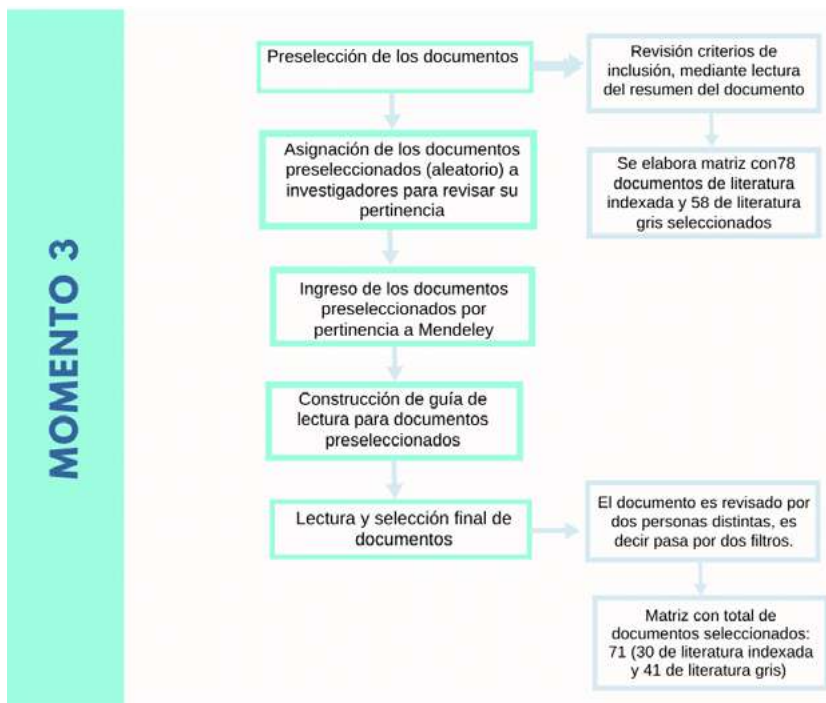 MOMENTO 3
Preselección de los documentos
Revisión criterios de
inclusión, mediante lectura
del resumen del documento
Asignación de los documentos
preseleccionados (aleatorio) a
investigadores para revisar su
pertinencia
Se elabora matriz con78
documentos de literatura
indexada y 58 de literatura
gris seleccionados
Ingreso de los documentos
preseleccionados por
pertinencia a Mendeley
Construcción de guía de
lectura para documentos
preseleccionados
Lectura y selección final de
documentos
El documento es revisado por
dos personas distintas, es
decir pasa por dos filtros.
Matriz con total de
documentos seleccionados:
71 (30 de literatura indexada
y 41 de literatura gris)